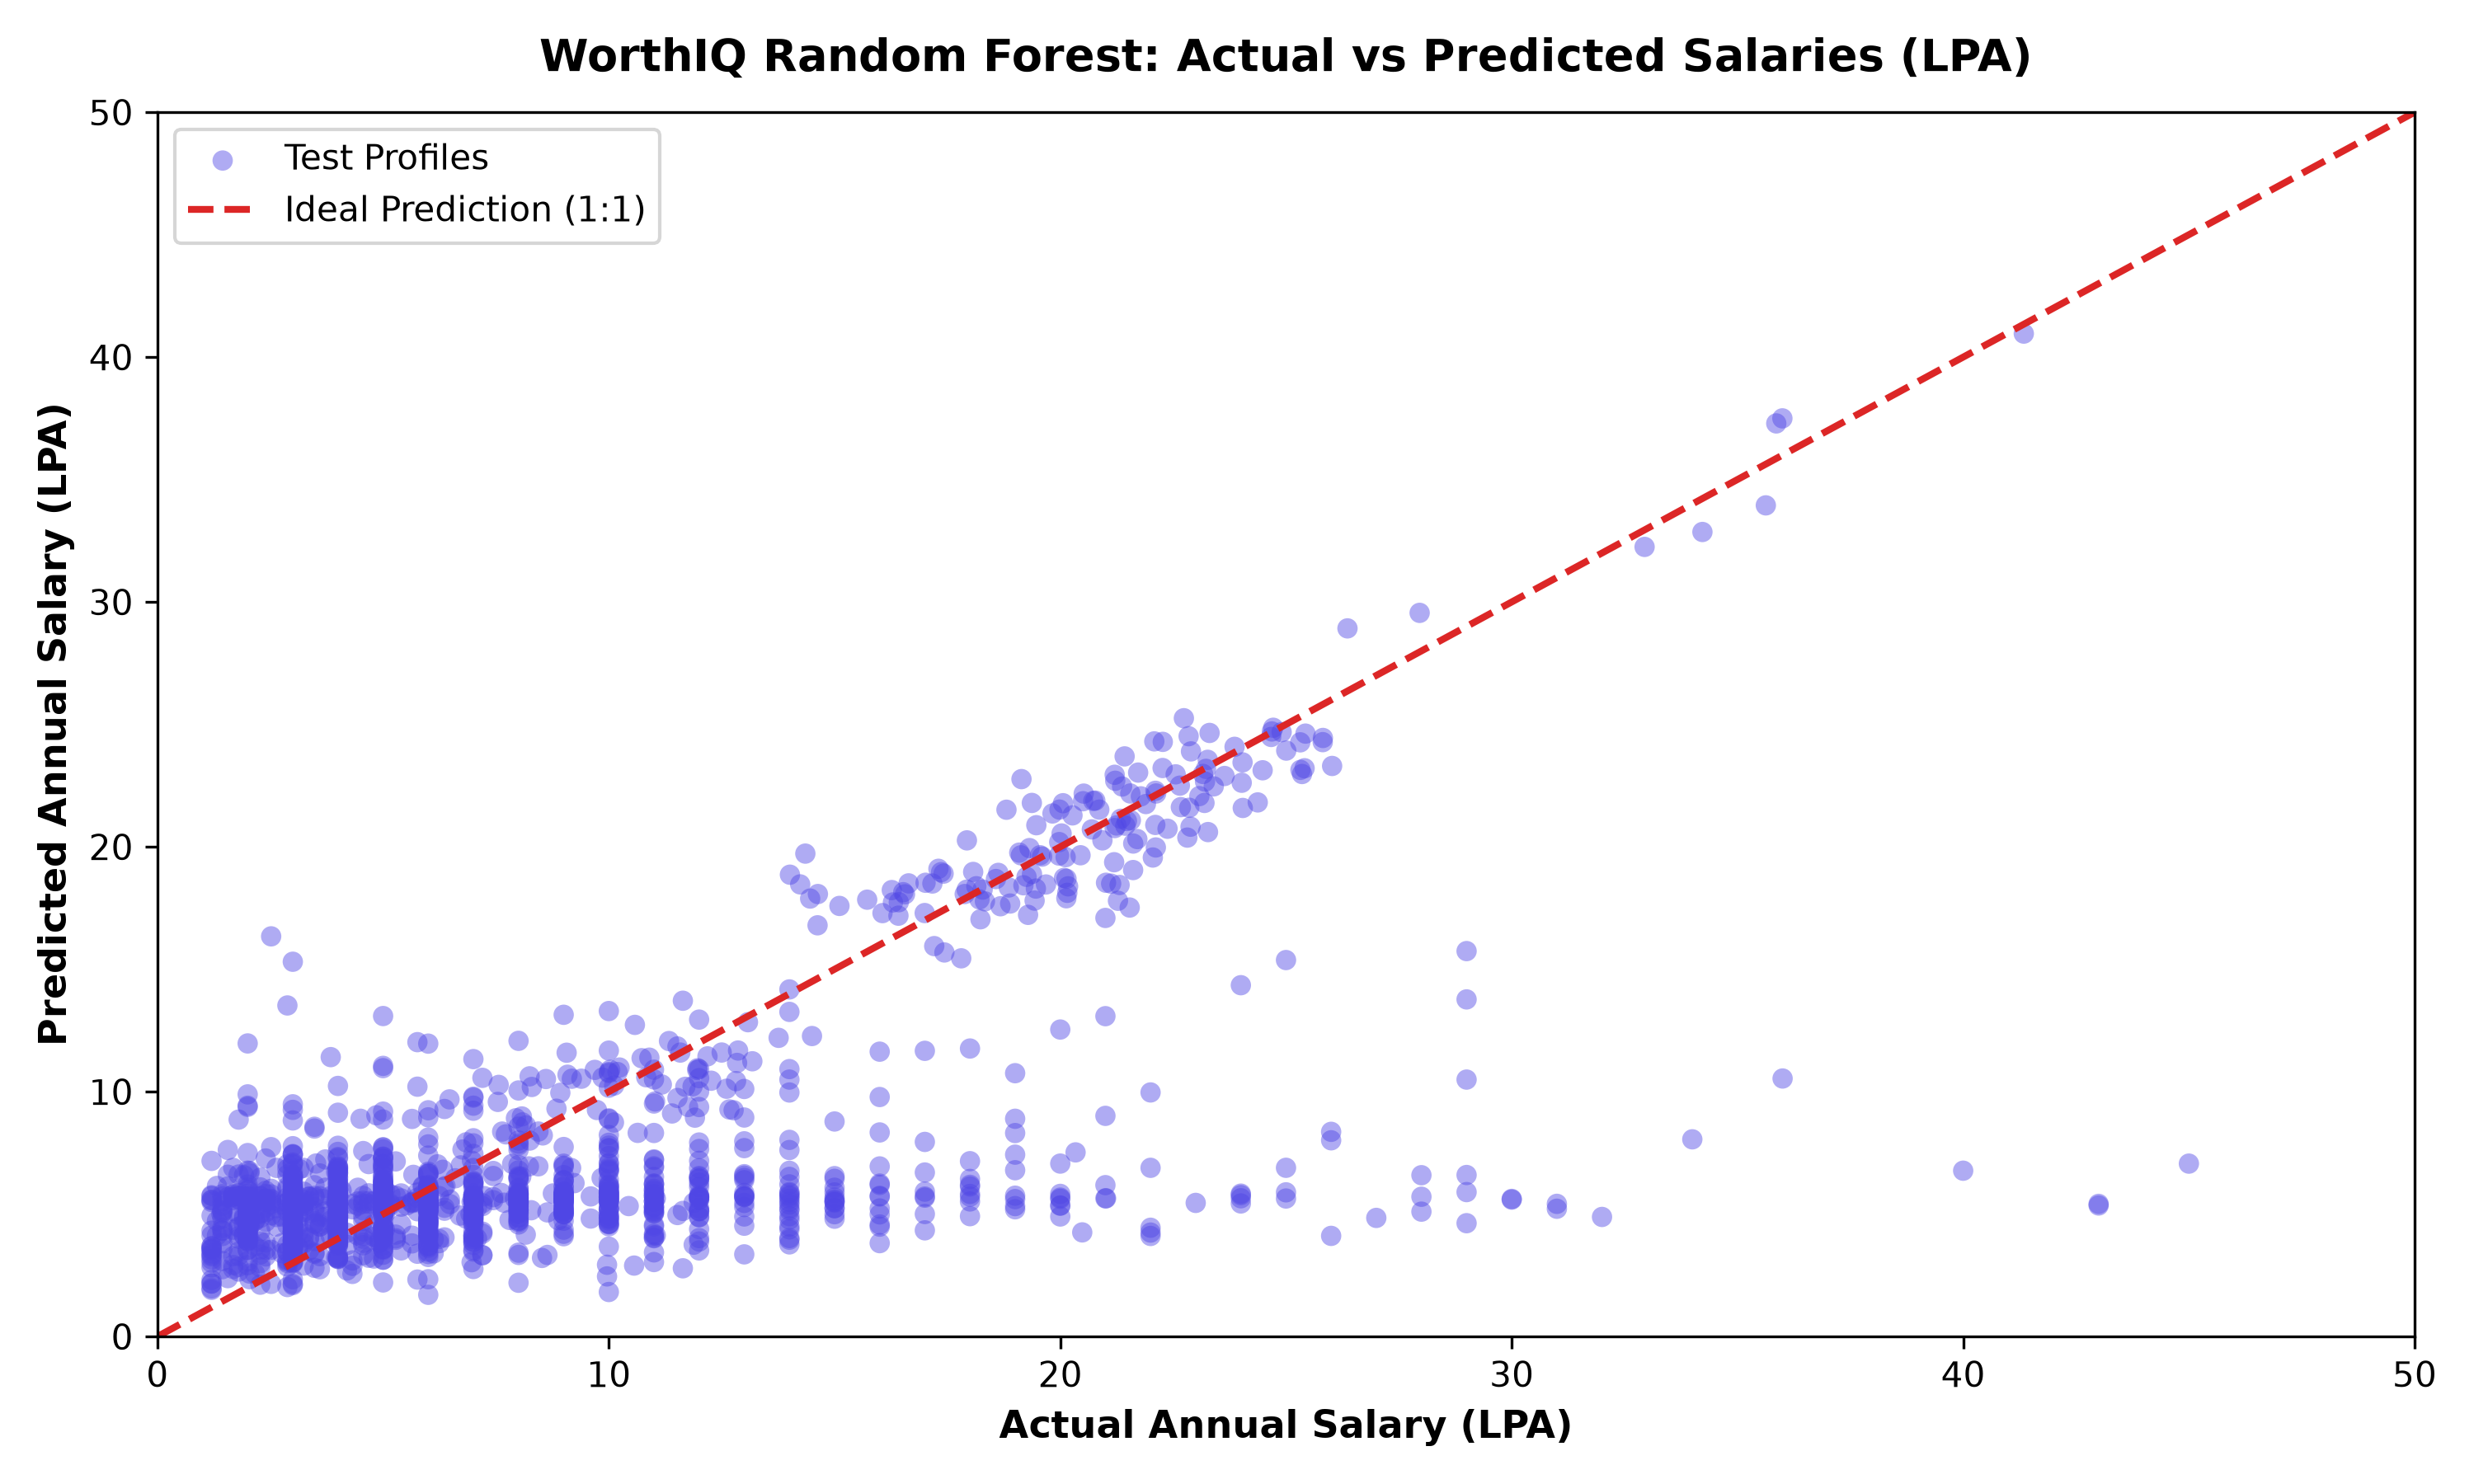 WorthIQ Random Forest: Actual vs Predicted Salaries (LPA)
Test Profiles
Ideal Prediction (1:1)
Predicted Annual Salary (LPA)
50
40
30
20
10
0
0 10 20 30 40 50
Actual Annual Salary (LPA)